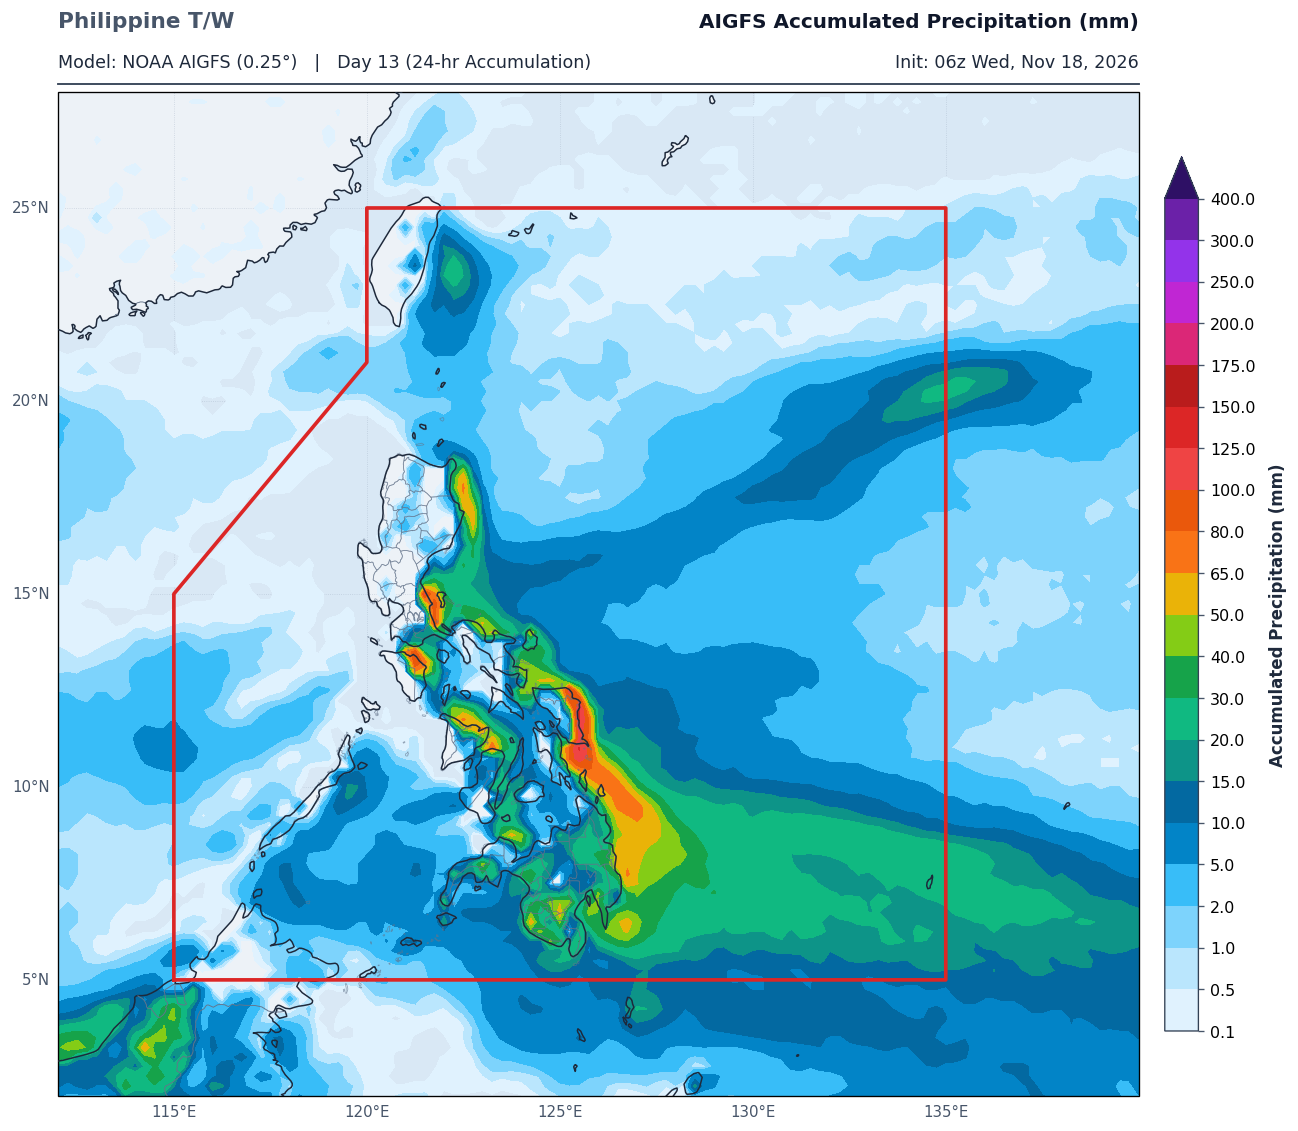 Philippine T/W
AIGFS Accumulated Precipitation (mm)
Model: NOAA AIGFS (0.25°)   |   Day 13 (24-hr Accumulation)
Init: 06z Wed, Nov 18, 2026
25°N
20°N
15°N
10°N
5°N
115°E
120°E
125°E
130°E
135°E
400.0
300.0
250.0
200.0
175.0
150.0
125.0
100.0
80.0
65.0
50.0
40.0
30.0
20.0
15.0
10.0
5.0
2.0
1.0
0.5
0.1
Accumulated Precipitation (mm)